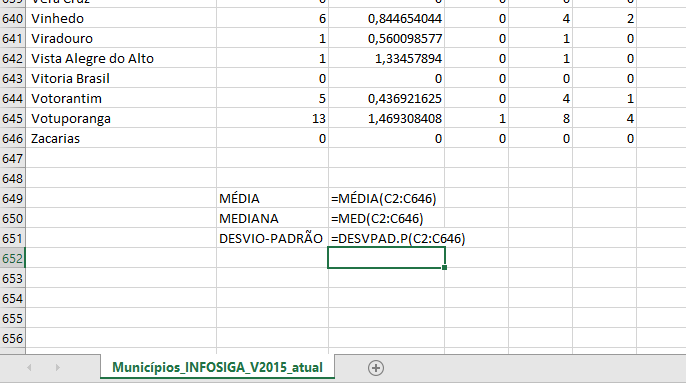 640 Vinhedo 6 0,844654044 0 4 2
641 Viradouro 1 0,560098577 0 1 0
642 Vista Alegre do Alto 1 1,33457894 0 1 0
643 Vitoria Brasil 0 0 0 0 0
644 Votorantim 5 0,436921625 0 4 1
645 Votuporanga 13 1,469308408 1 8 4
646 Zacarias 0 0 0 0 0
647
648
649 MÉDIA =MÉDIA(C2:C646)
650 MEDIANA =MED(C2:C646)
651 DESVIO-PADRÃO =DESVPAD.P(C2:C646)
652
653
654
655
656
Municípios_INFOSIGA_V2015_atual